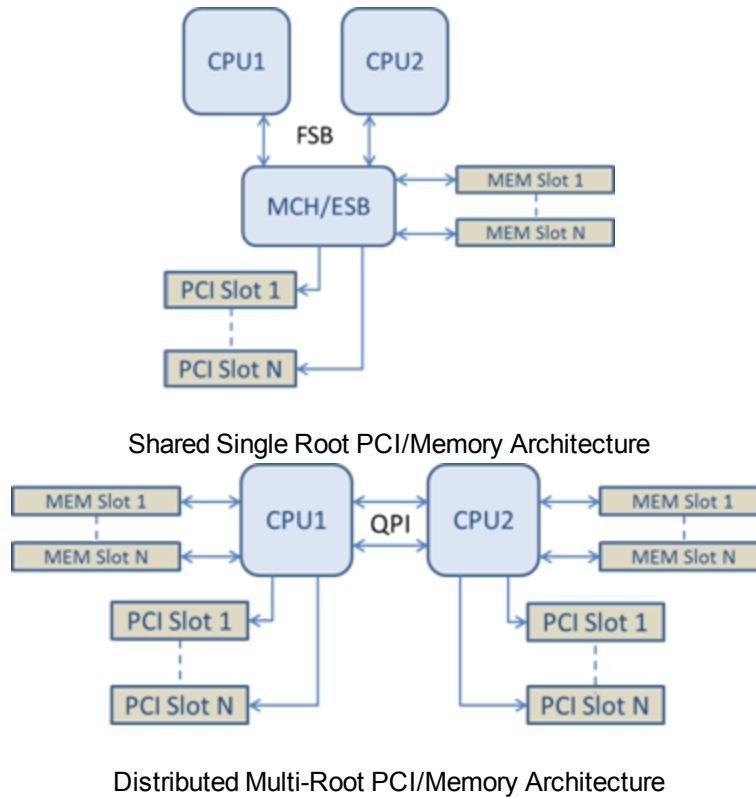 CPU1
CPU2
FSB
MCH/ESB
MEM Slot 1
MEM Slot N
PCI Slot 1
PCI Slot N
Shared Single Root PCI/Memory Architecture
MEM Slot 1
MEM Slot N
CPU1
QPI
CPU2
MEM Slot 1
MEM Slot N
PCI Slot 1
PCI Slot N
PCI Slot 1
PCI Slot N
Distributed Multi-Root PCI/Memory Architecture